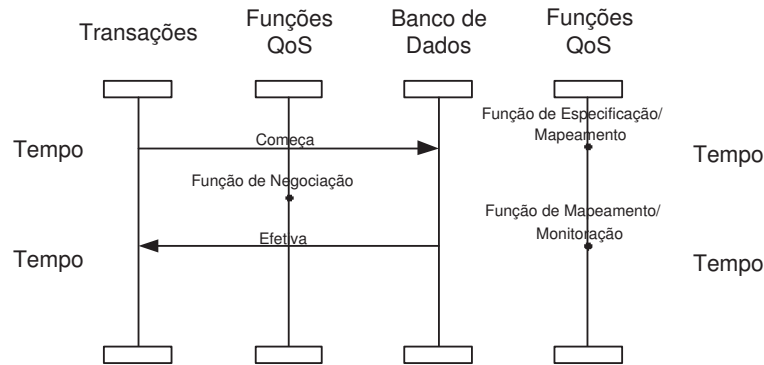 Transações
Funções
QoS
Banco de
Dados
Funções
QoS
Função de Especificação/
Mapeamento
Tempo
Começa
Tempo
Função de Negociação
Função de Mapeamento/
Monitoração
Tempo
Efetiva
Tempo